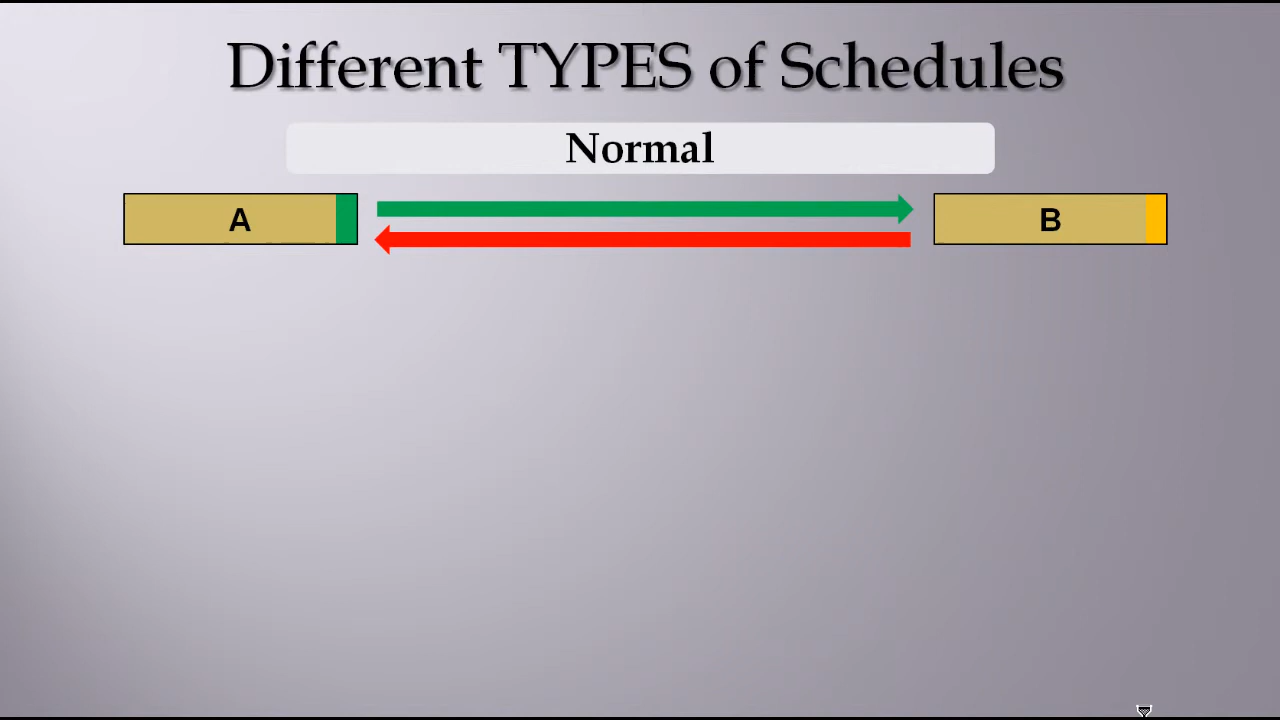 Different TYPES of Schedules
Normal
A
B